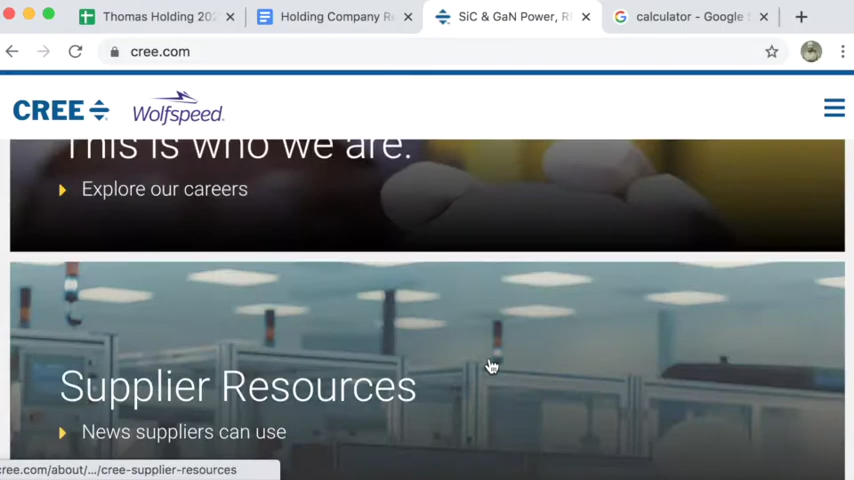 Thomas Holding 202
Holding Company Re
SiC & GaN Power, R
calculator - Google S
cree.com
CREE Wolfspeed.
This is who we are.
Explore our careers
Supplier Resources
News suppliers can use
cree.com/about/.../cree-supplier-resources